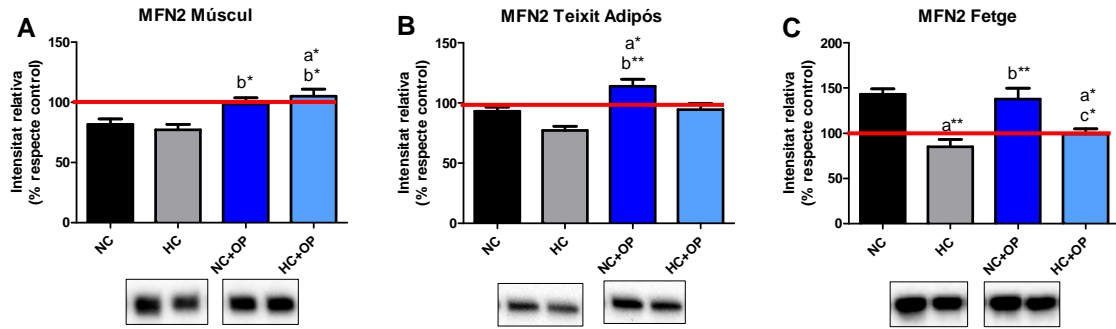 A
MFN2 Múscul
Intensitat relativa
(% respecte control)
150
100
50
0
b*
a*
b*
NC
HC
NC+OP
HC+OP
B
MFN2 Teixit Adipós
Intensitat relativa
(% respecte control)
150
100
50
0
a*
b**
NC
HC
NC+OP
HC+OP
C
MFN2 Fetge
Intensitat relativa
(% respecte control)
200
150
100
50
0
a**
b**
a*
c*
NC
HC
NC+OP
HC+OP